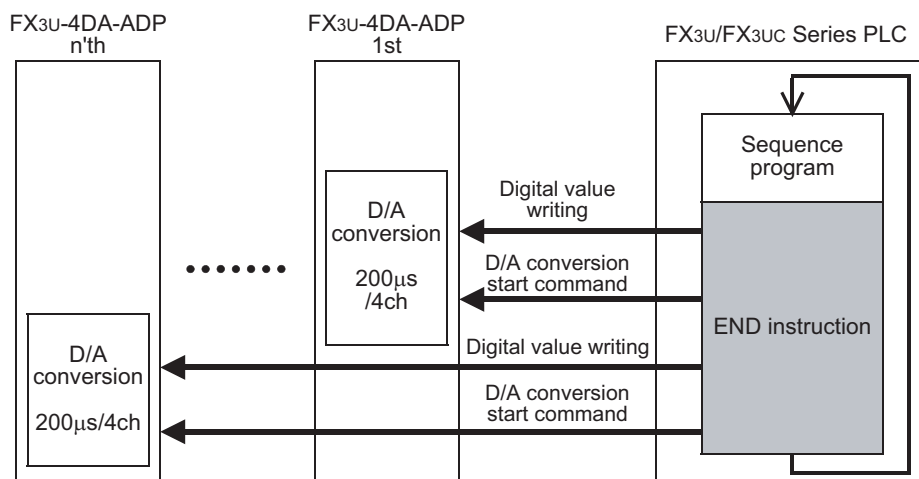 FX3U-4DA-ADP
n'th
FX3U-4DA-ADP
1st
FX3U/FX3UC Series PLC
Sequence
program
Digital value
writing
D/A
conversion
200μs
/4ch
D/A conversion
start command
END instruction
Digital value writing
D/A
conversion
200μs/4ch
D/A conversion
start command